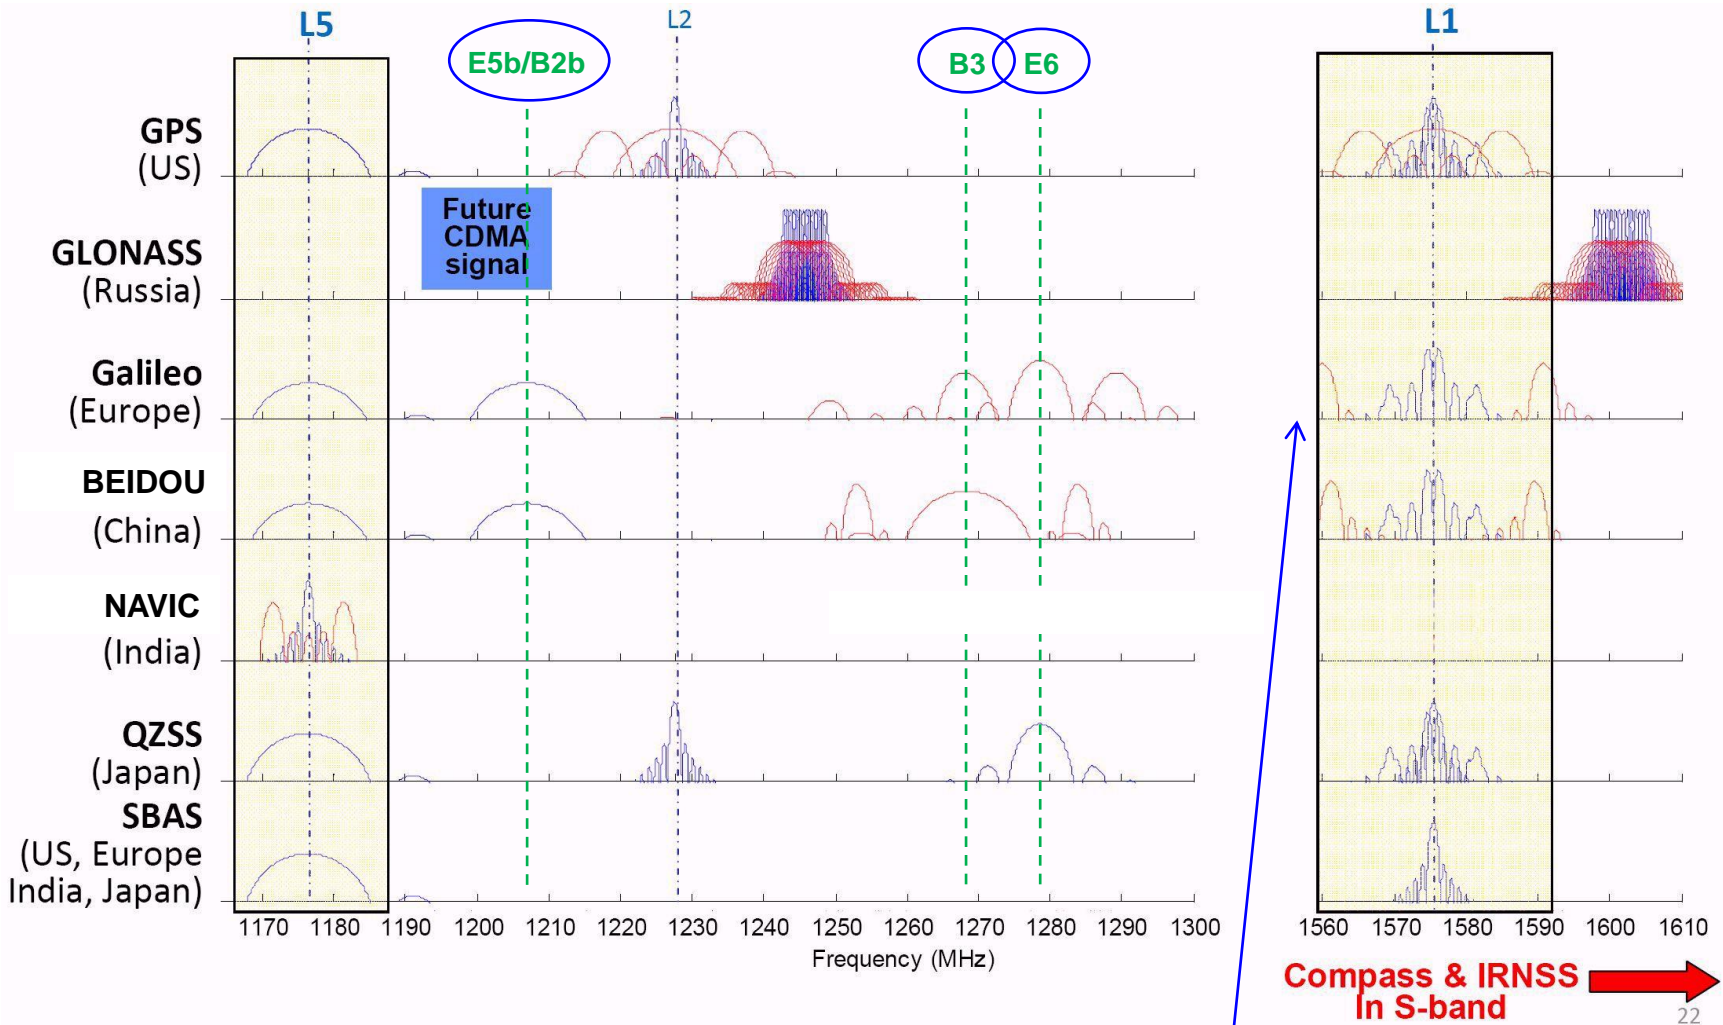 L5
L2
L1
E5b/B2b
B3
E6
GPS
(US)
Future
CDMA
signal
GLONASS
(Russia)
Galileo
(Europe)
BEIDOU
(China)
NAVIC
(India)
QZSS
(Japan)
SBAS
(US, Europe
India, Japan)
1170 1180 1190 1200 1210 1220 1230 1240 1250 1260 1270 1280 1290 1300 1560 1570 1580 1590 1600 1610
Frequency (MHz)
Compass & IRNSS
In S-band
22